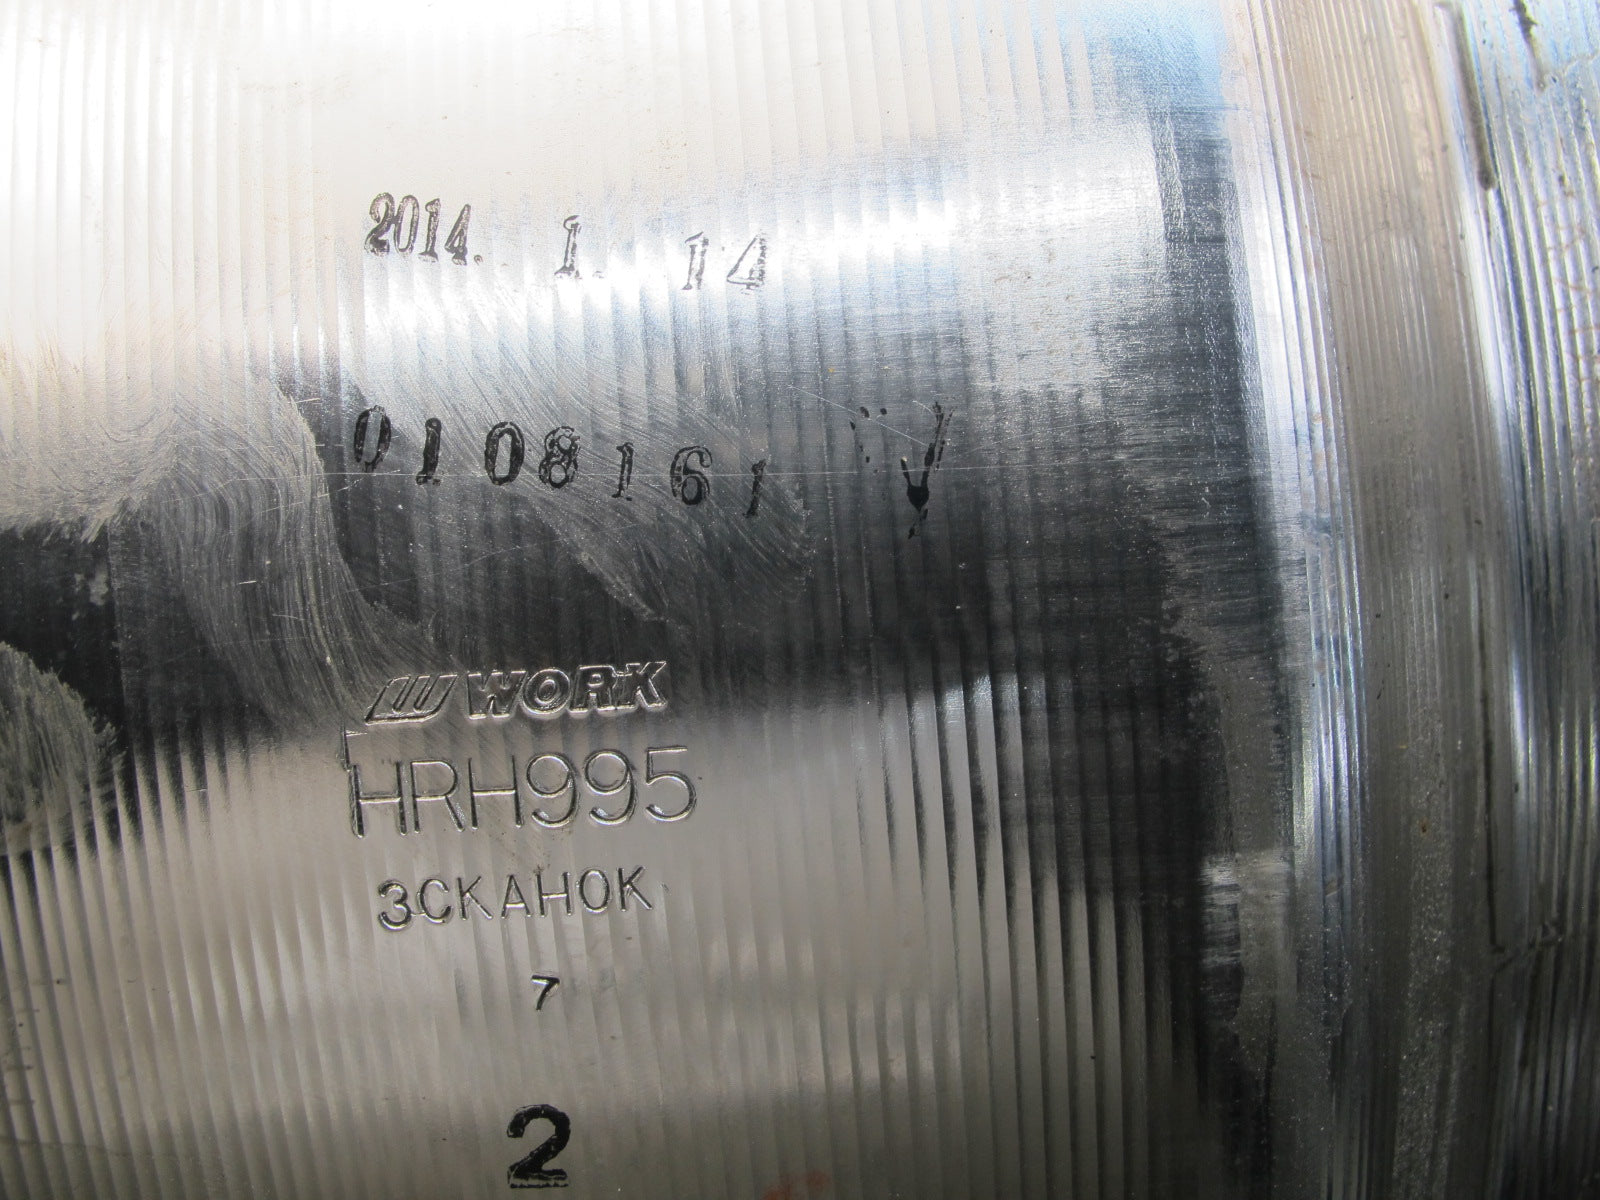 2014. 1. 14
0108161 V
W WORK
HRH995
3CKAHOK
7
2